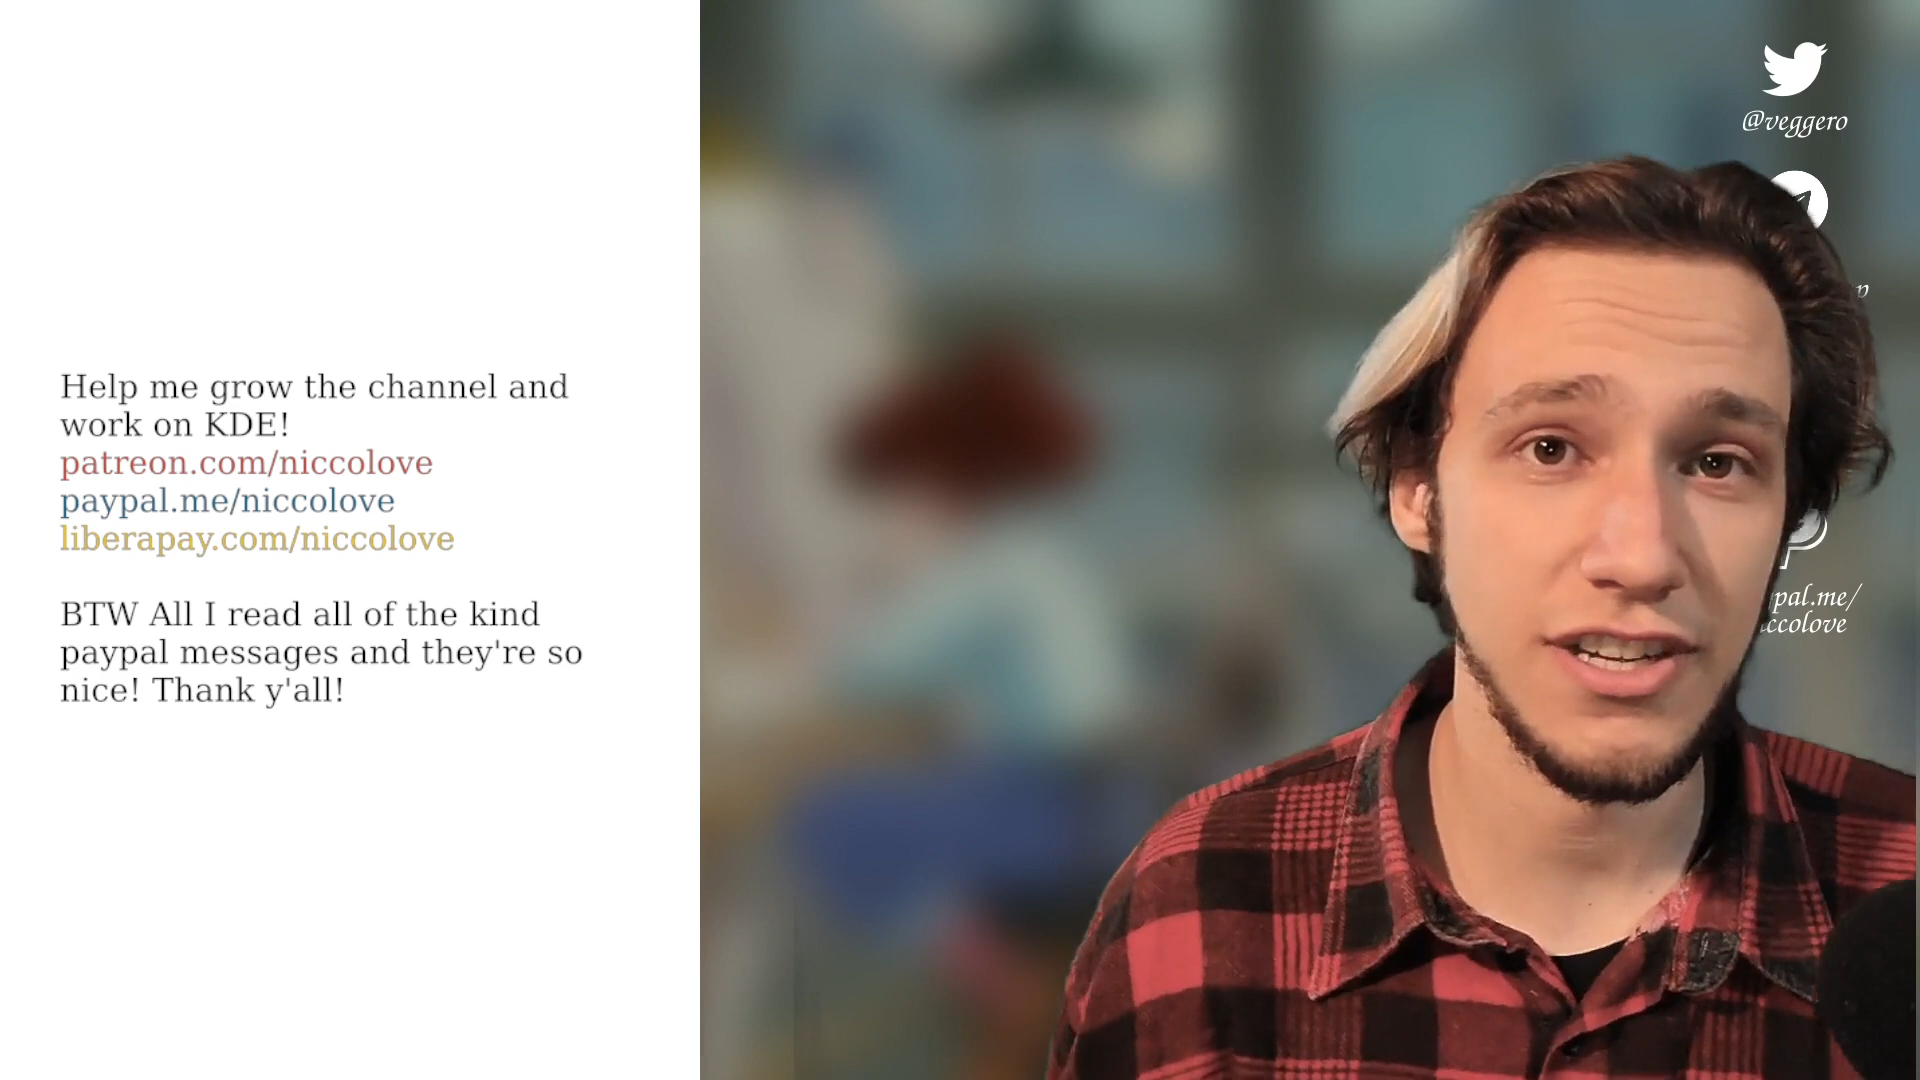 Help me grow the channel and
work on KDE!
patreon.com/niccolove
paypal.me/niccolove
liberapay.com/niccolove
BTW All I read all of the kind
paypal messages and they're so
nice! Thank y'all!
@veggero